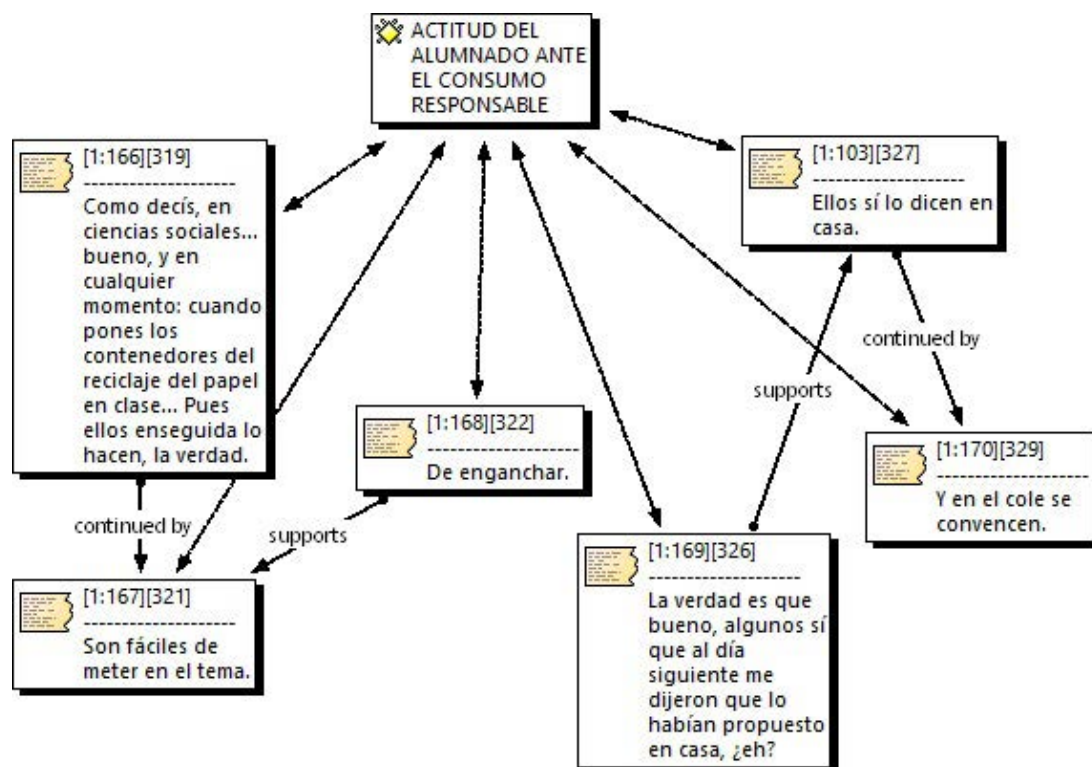 ACTITUD DEL
ALUMNADO ANTE
EL CONSUMO
RESPONSABLE
[1:166][319]
--------------------
Como decís, en
ciencias sociales...
bueno, y en
cualquier
momento: cuando
pones los
contenedores del
reciclaje del papel
en clase... Pues
ellos enseguida lo
hacen, la verdad.
[1:103][327]
--------------------
Ellos sí lo dicen en
casa.
continued by
supports
[1:168][322]
--------------------
De enganchar.
[1:170][329]
--------------------
Y en el cole se
convencen.
continued by
supports
[1:167][321]
--------------------
Son fáciles de
meter en el tema.
[1:169][326]
--------------------
La verdad es que
bueno, algunos sí
que al día
siguiente me
dijeron que lo
habían propuesto
en casa, ¿eh?